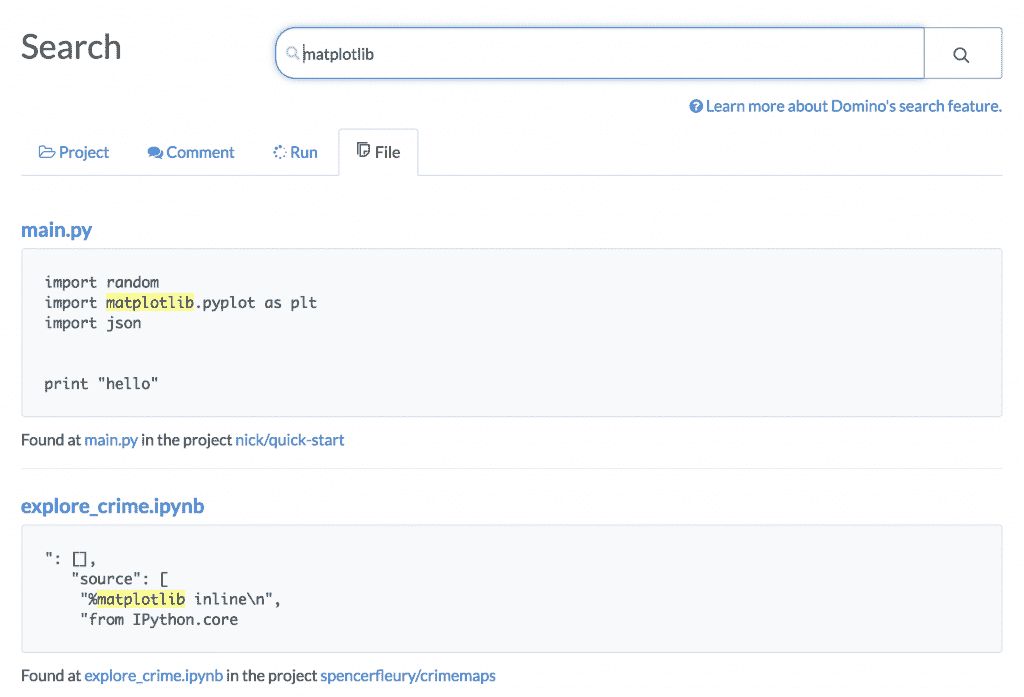 Search
matplotlib
Learn more about Domino's search feature.
Project Comment Run File
main.py
import random
import matplotlib.pyplot as plt
import json
print "hello"
Found at main.py in the project nick/quick-start
explore_crime.ipynb
": [],
"source": [
"%matplotlib inline\n",
"from IPython.core
Found at explore_crime.ipynb in the project spencerfleury/crimemaps